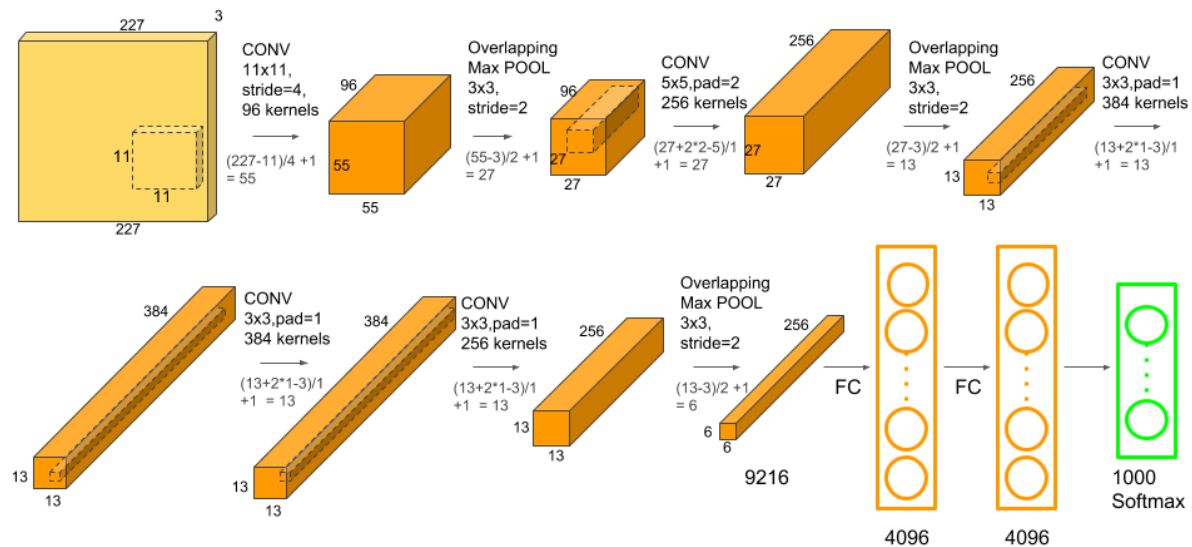 227
3
CONV
11x11,
stride=4,
96 kernels
(227-11)/4 +1
= 55
11
11
227
96
55
55
Overlapping
Max POOL
3x3,
stride=2
(55-3)/2 +1
= 27
96
27
27
CONV
5x5,pad=2
256 kernels
(27+2*2-5)/1
+1 = 27
256
27
27
Overlapping
Max POOL
3x3,
stride=2
(27-3)/2 +1
= 13
256
13
13
CONV
3x3,pad=1
384 kernels
(13+2*1-3)/1
+1 = 13
384
13
13
CONV
3x3,pad=1
384 kernels
(13+2*1-3)/1
+1 = 13
384
13
13
CONV
3x3,pad=1
256 kernels
(13+2*1-3)/1
+1 = 13
256
13
13
Overlapping
Max POOL
3x3,
stride=2
(13-3)/2 +1
= 6
256
6
6
9216
FC
4096
FC
4096
1000
Softmax